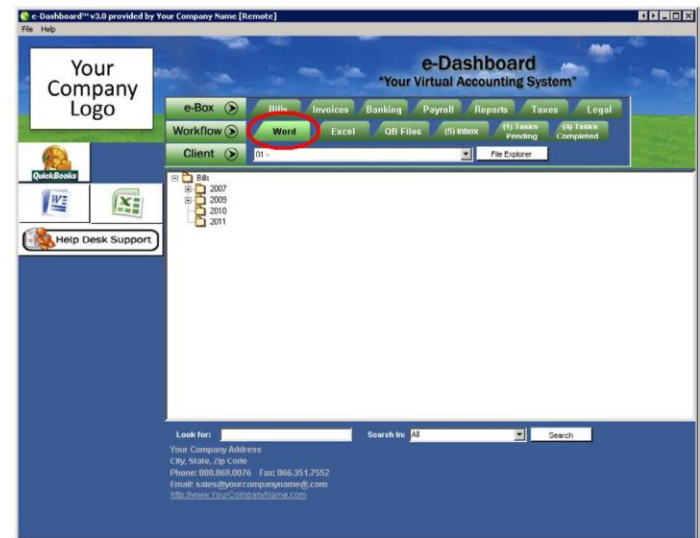 e-Dashboard™ v3.0 provided by Your Company Name [Remote]
File Help
Your
Company
Logo
e-Dashboard
"Your Virtual Accounting System"
e-Box Bills Invoices Banking Payroll Reports Taxes Legal
Workflow Word Excel QB Files (5) Inbox (1) Tasks Pending (4) Tasks Completed
Client 01 - File Explorer
QuickBooks
Help Desk Support
Bills
2007
2009
2010
2011
Look for: Search In: All Search
Your Company Address
City, State, Zip Code
Phone: 800.869.0076 Fax: 866.351.7552
Email: sales@yourcompanyname@.com
http://www.YourCompanyName.com